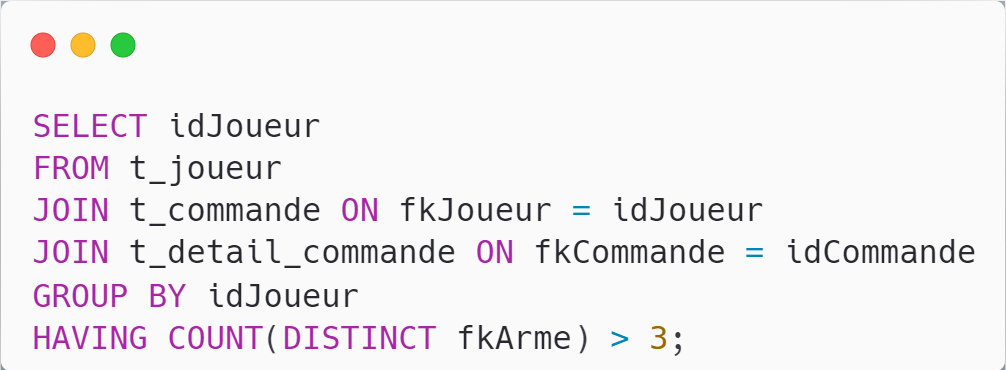 SELECT idJoueur
FROM t_joueur
JOIN t_commande ON fkJoueur = idJoueur
JOIN t_detail_commande ON fkCommande = idCommande
GROUP BY idJoueur
HAVING COUNT(DISTINCT fkArme) > 3;